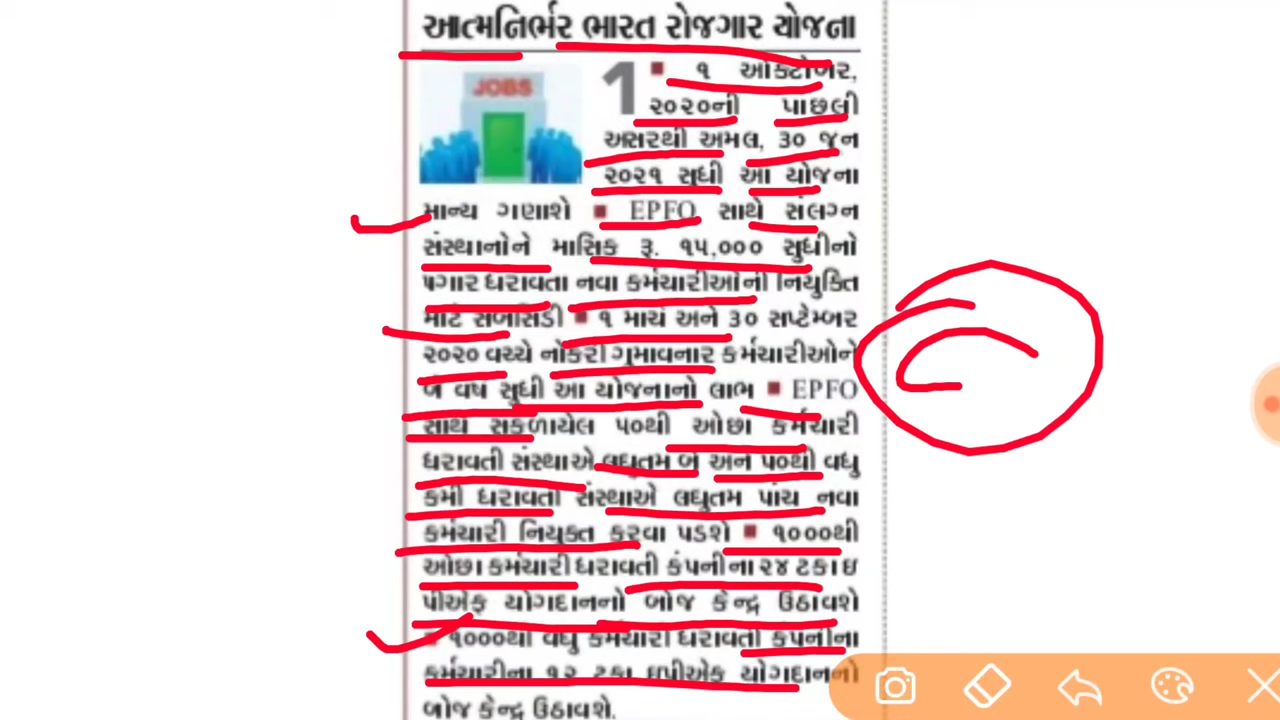 આત્મનિર્ભર ભારત રોજગાર યોજના
JOBS
1 ■ ૧ ઓક્ટોબર,
૨૦૨૦ની પાછલી
અસરથી અમલ, ૩૦ જૂન
૨૦૨૧ સુધી આ યોજના
માન્ય ગણાશે ■ EPFO સાથે સંલગ્ન
સંસ્થાનોને માસિક રૂ. ૧૫,૦૦૦ સુધીનો
પગાર ધરાવતા નવા કર્મચારીઓની નિયુક્તિ
માટે સબસિડી ■ ૧ માર્ચ અને ૩૦ સપ્ટેમ્બર
૨૦૨૦ વચ્ચે નોકરી ગુમાવનાર કર્મચારીઓને
બે વર્ષ સુધી આ યોજનાનો લાભ ■ EPFO
સાથે સંકળાયેલ ૫૦થી ઓછા કર્મચારી
ધરાવતી સંસ્થાએ લઘુતમ બે અને ૫૦થી વધુ
કર્મી ધરાવતી સંસ્થાએ લઘુતમ પાંચ નવા
કર્મચારી નિયુક્ત કરવા પડશે ■ ૧૦૦૦થી
ઓછા કર્મચારી ધરાવતી કંપનીના ૨૪ ટકા ઇ
પીએફ યોગદાનનો બોજ કેન્દ્ર ઉઠાવશે
■ ૧૦૦૦થી વધુ કર્મચારી ધરાવતી કંપનીના
કર્મચારીના ૧૨ ટકા ઇપીએફ યોગદાનનો
બોજ કેન્દ્ર ઉઠાવશે.